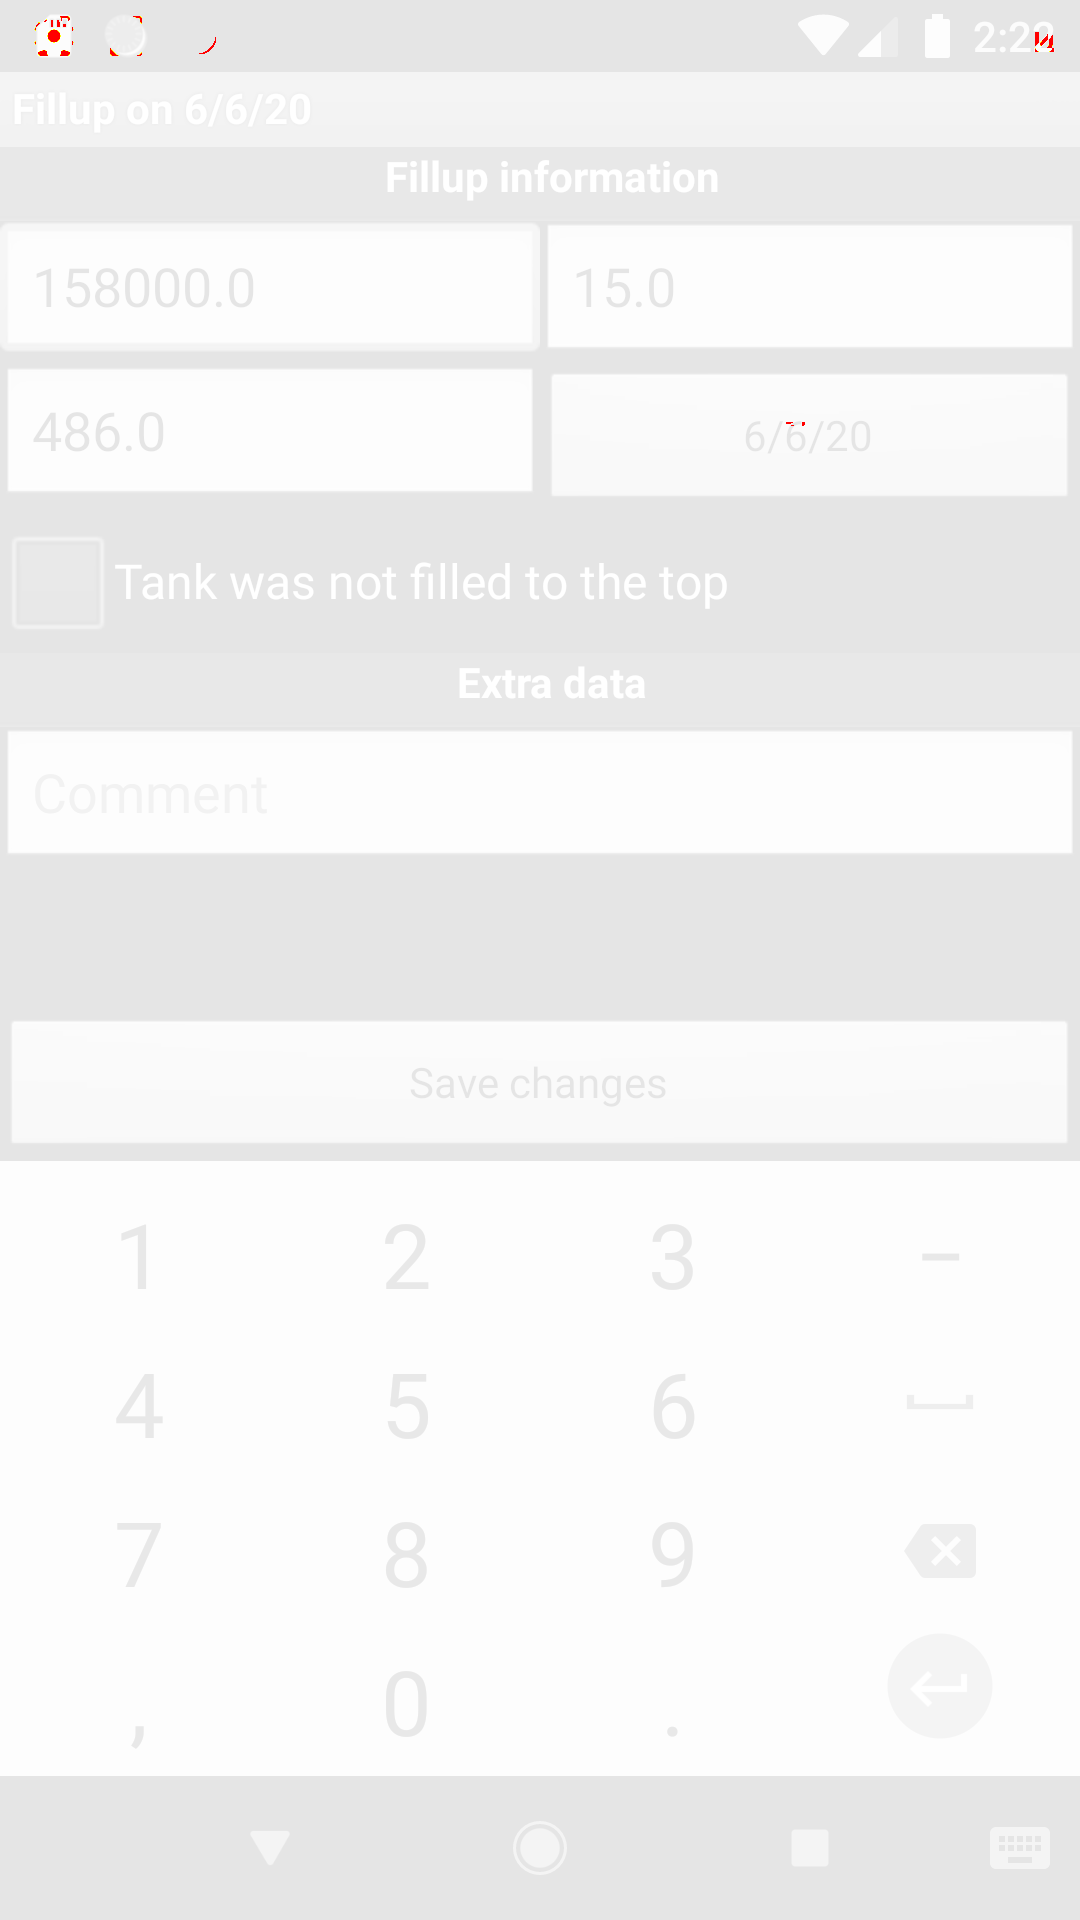 2:22
Fillup on 6/6/20
Fillup information
158000.0 15.0
486.0 6/6/20
Tank was not filled to the top
Extra data
Comment
Save changes
1 2 3 –
4 5 6
7 8 9
, 0 .